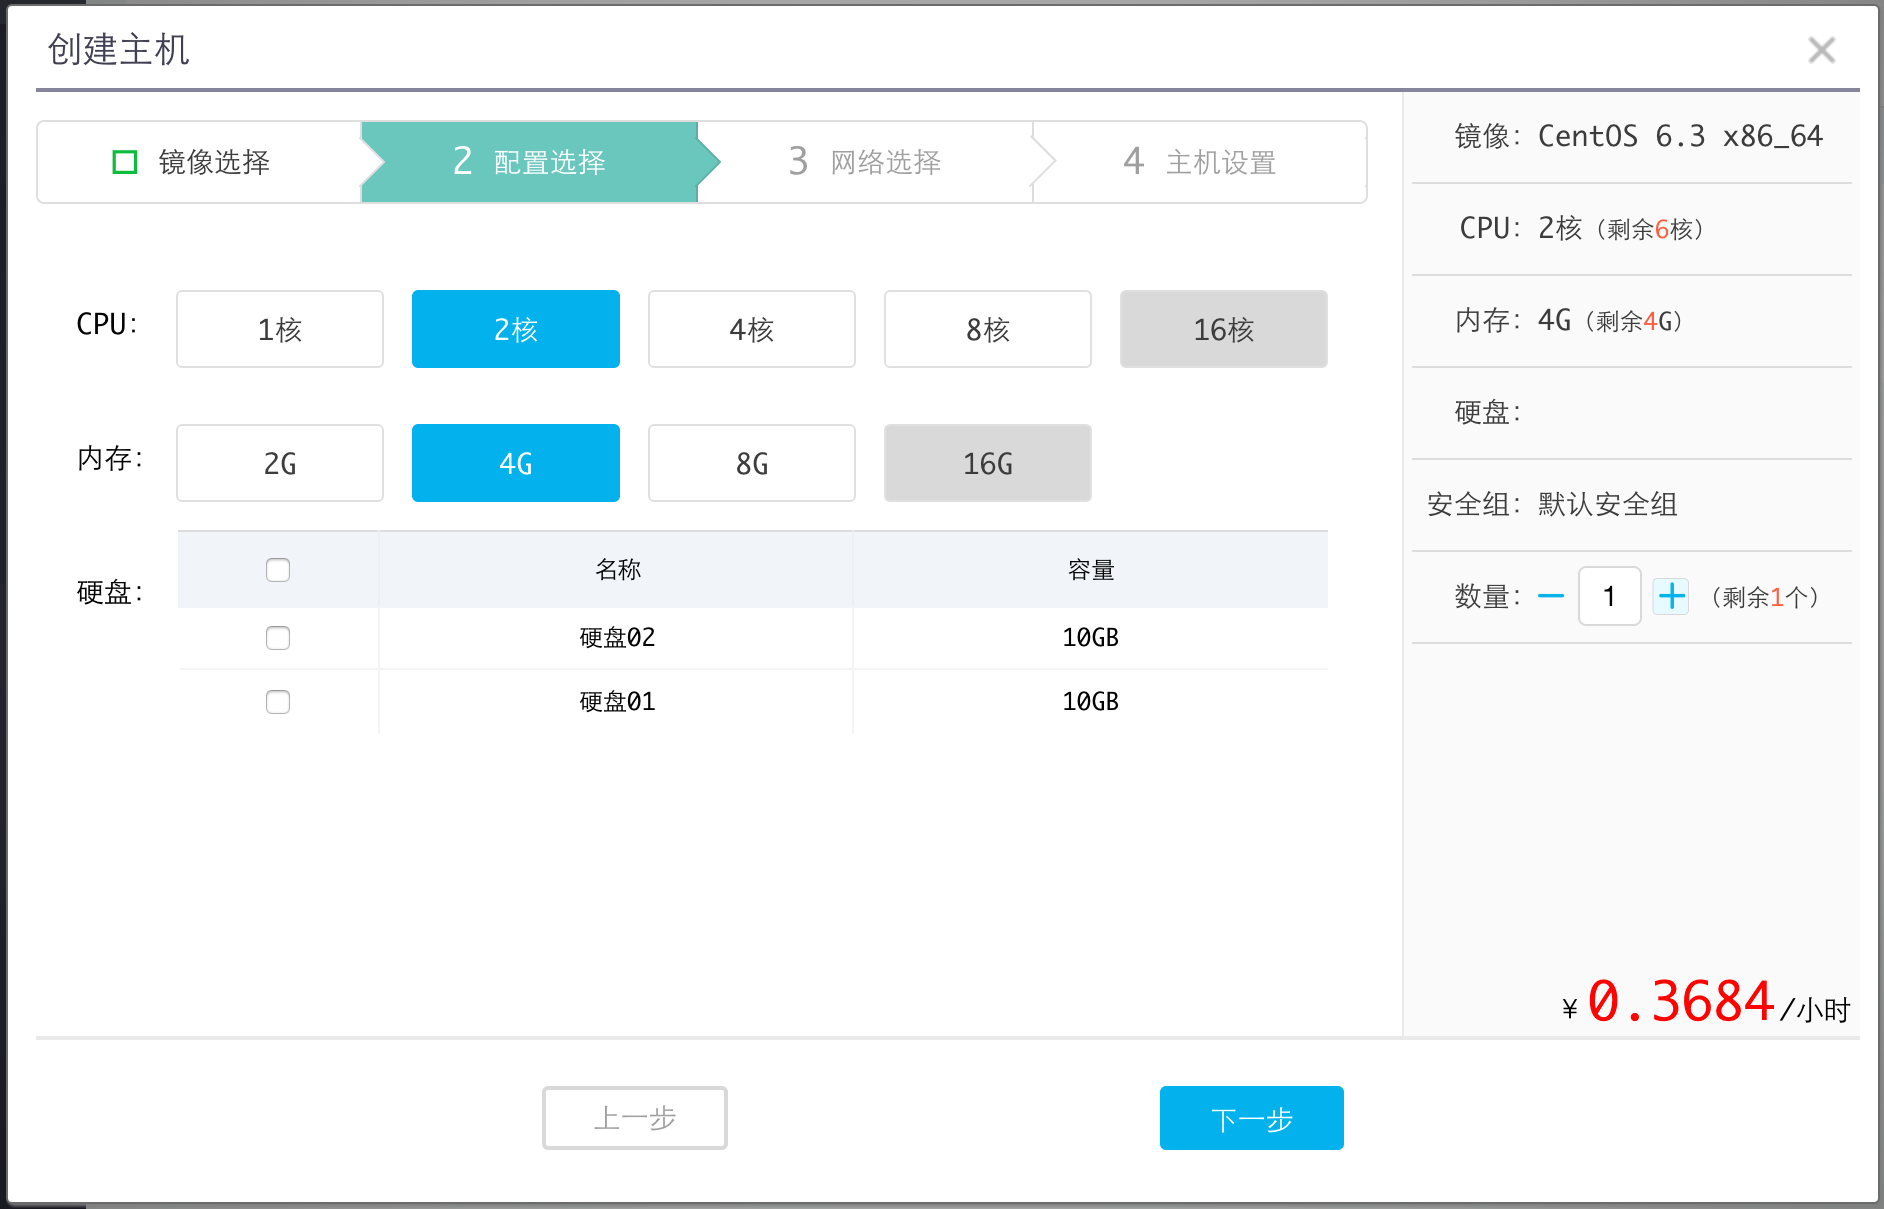 创建主机
镜像选择
2 配置选择
3 网络选择
4 主机设置
CPU:
1核
2核
4核
8核
16核
内存:
2G
4G
8G
16G
硬盘:
名称
容量
硬盘02
10GB
硬盘01
10GB
镜像: CentOS 6.3 x86_64
CPU: 2核 (剩余6核)
内存: 4G (剩余4G)
硬盘:
安全组: 默认安全组
数量: 1 (剩余1个)
¥ 0.3684/小时
上一步
下一步